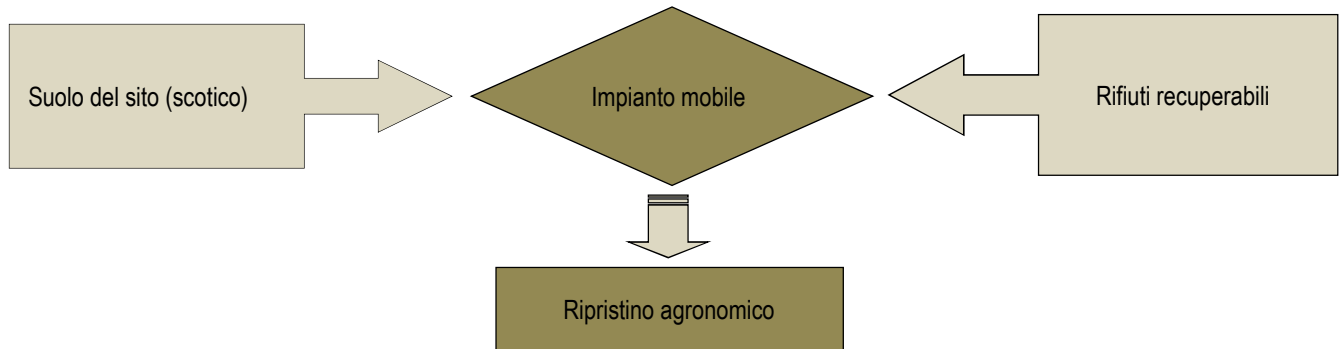 Suolo del sito (scotico)
Impianto mobile
Rifiuti recuperabili
Ripristino agronomico